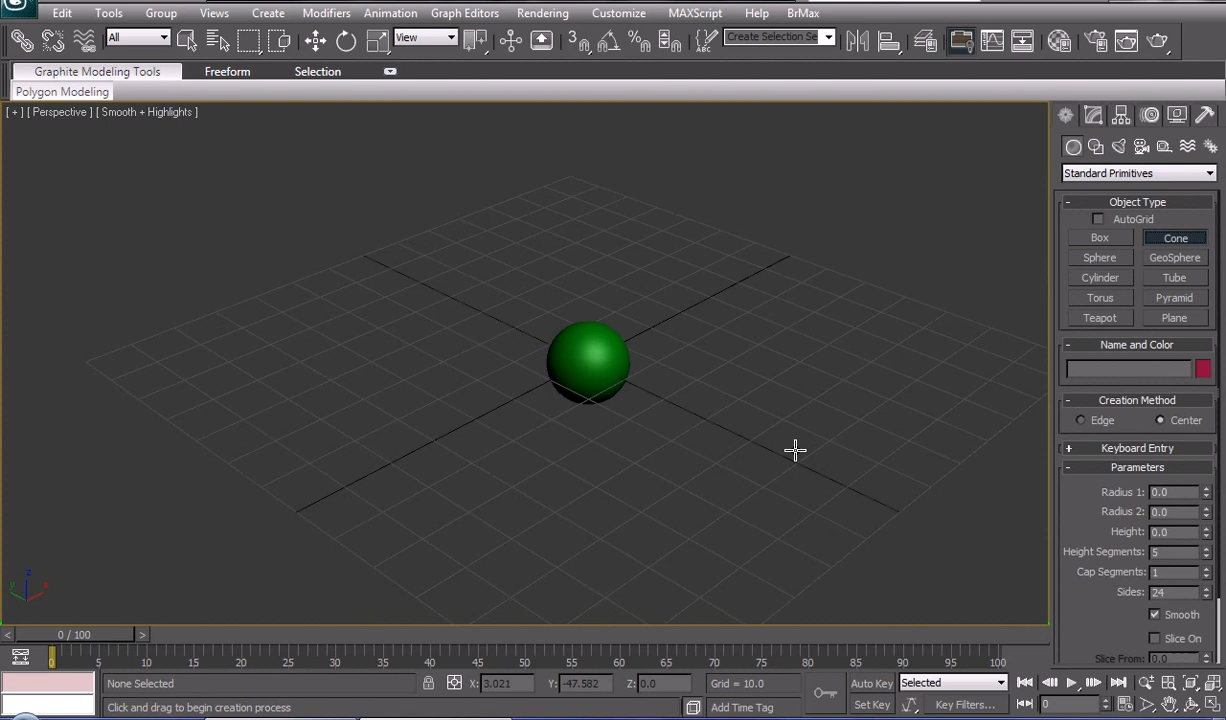 Edit Tools Group Views Create Modifiers Animation Graph Editors Rendering Customize MAXScript Help BrMax
All View 3 Create Selection Se
Graphite Modeling Tools Freeform Selection
Polygon Modeling
[ + ] [ Perspective ] [ Smooth + Highlights ]
Standard Primitives
- Object Type
AutoGrid
Box Cone
Sphere GeoSphere
Cylinder Tube
Torus Pyramid
Teapot Plane
- Name and Color
- Creation Method
Edge Center
+ Keyboard Entry
- Parameters
Radius 1: 0.0
Radius 2: 0.0
Height: 0.0
Height Segments: 5
Cap Segments: 1
Sides: 24
Smooth
Slice On
Slice From: 0.0
z
y x
< 0 / 100 >
0 5 10 15 20 25 30 35 40 45 50 55 60 65 70 75 80 85 90 95 100
None Selected X: 3.021 Y: -47.582 Z: 0.0 Grid = 10.0 Auto Key Selected
Click and drag to begin creation process Add Time Tag Set Key Key Filters... 0